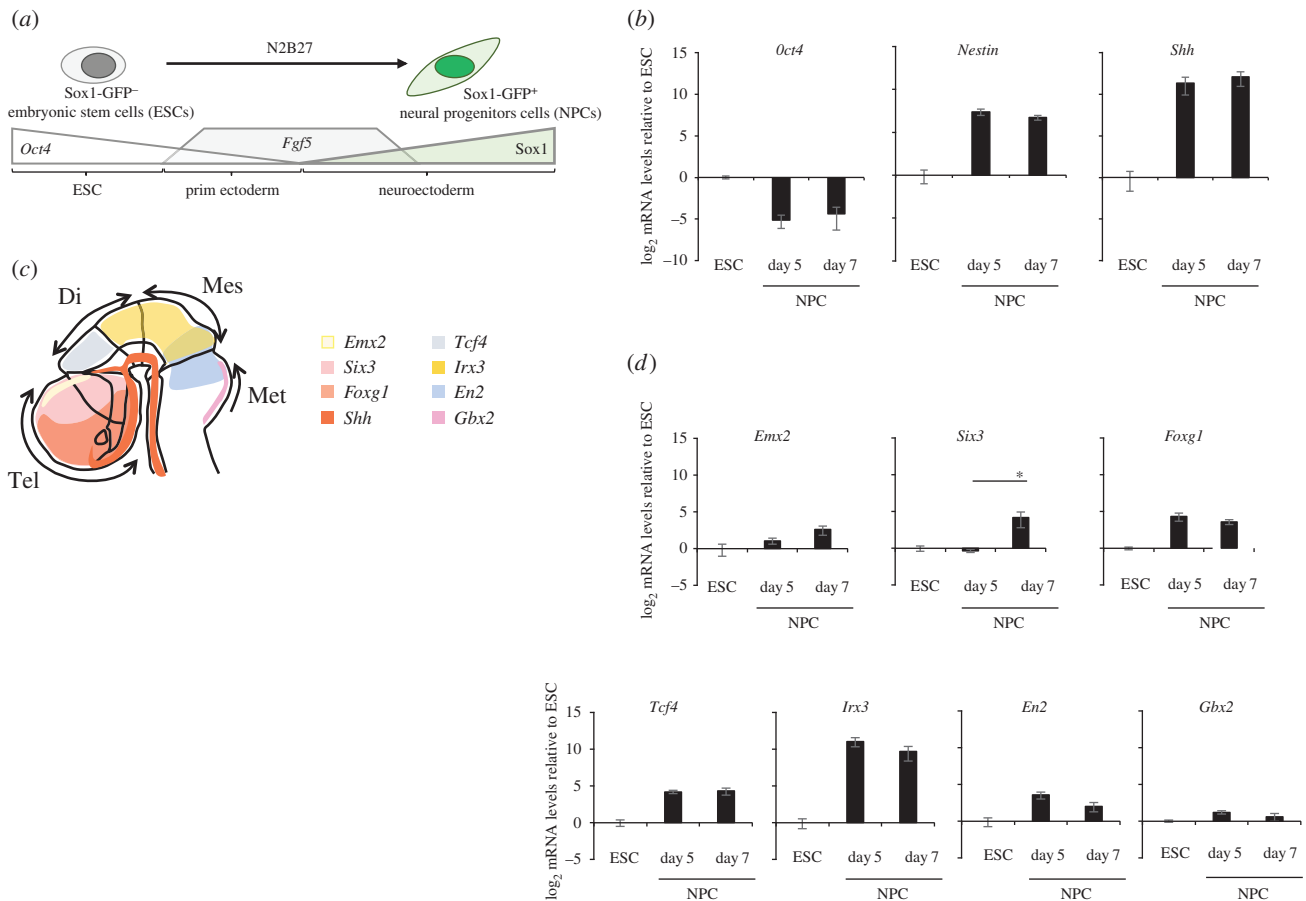 (a)
N2B27
Sox1-GFP⁻
embryonic stem cells (ESCs)
Sox1-GFP⁺
neural progenitors cells (NPCs)
Oct4
Fgf5
Sox1
ESC
prim ectoderm
neuroectoderm
(b)
log₂ mRNA levels relative to ESC
15
10
5
0
−5
−10
Oct4
ESC
day 5
day 7
NPC
Nestin
ESC
day 5
day 7
NPC
Shh
ESC
day 5
day 7
NPC
(c)
Di
Mes
Met
Tel
Emx2
Six3
Foxg1
Shh
Tcf4
Irx3
En2
Gbx2
(d)
log₂ mRNA levels relative to ESC
15
10
5
0
−5
Emx2
ESC
day 5
day 7
NPC
Six3
*
ESC
day 5
day 7
NPC
Foxg1
ESC
day 5
day 7
NPC
log₂ mRNA levels relative to ESC
15
10
5
0
−5
Tcf4
ESC
day 5
day 7
NPC
Irx3
ESC
day 5
day 7
NPC
En2
ESC
day 5
day 7
NPC
Gbx2
ESC
day 5
day 7
NPC